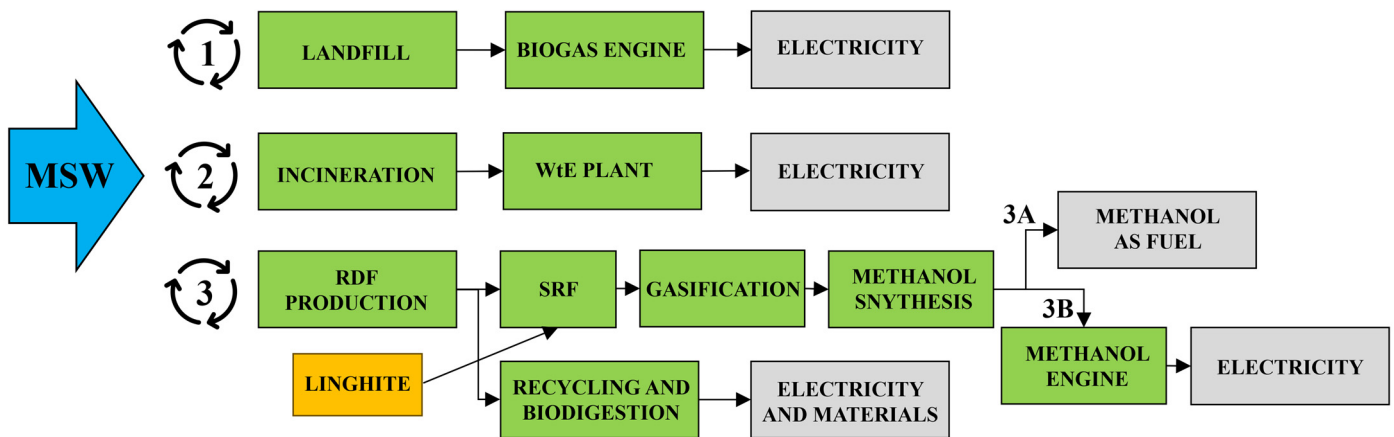 MSW
1
LANDFILL
BIOGAS ENGINE
ELECTRICITY
2
INCINERATION
WtE PLANT
ELECTRICITY
3
RDF
PRODUCTION
SRF
GASIFICATION
METHANOL
SNYTHESIS
3A
METHANOL
AS FUEL
3B
METHANOL
ENGINE
ELECTRICITY
LINGHITE
RECYCLING AND
BIODIGESTION
ELECTRICITY
AND MATERIALS